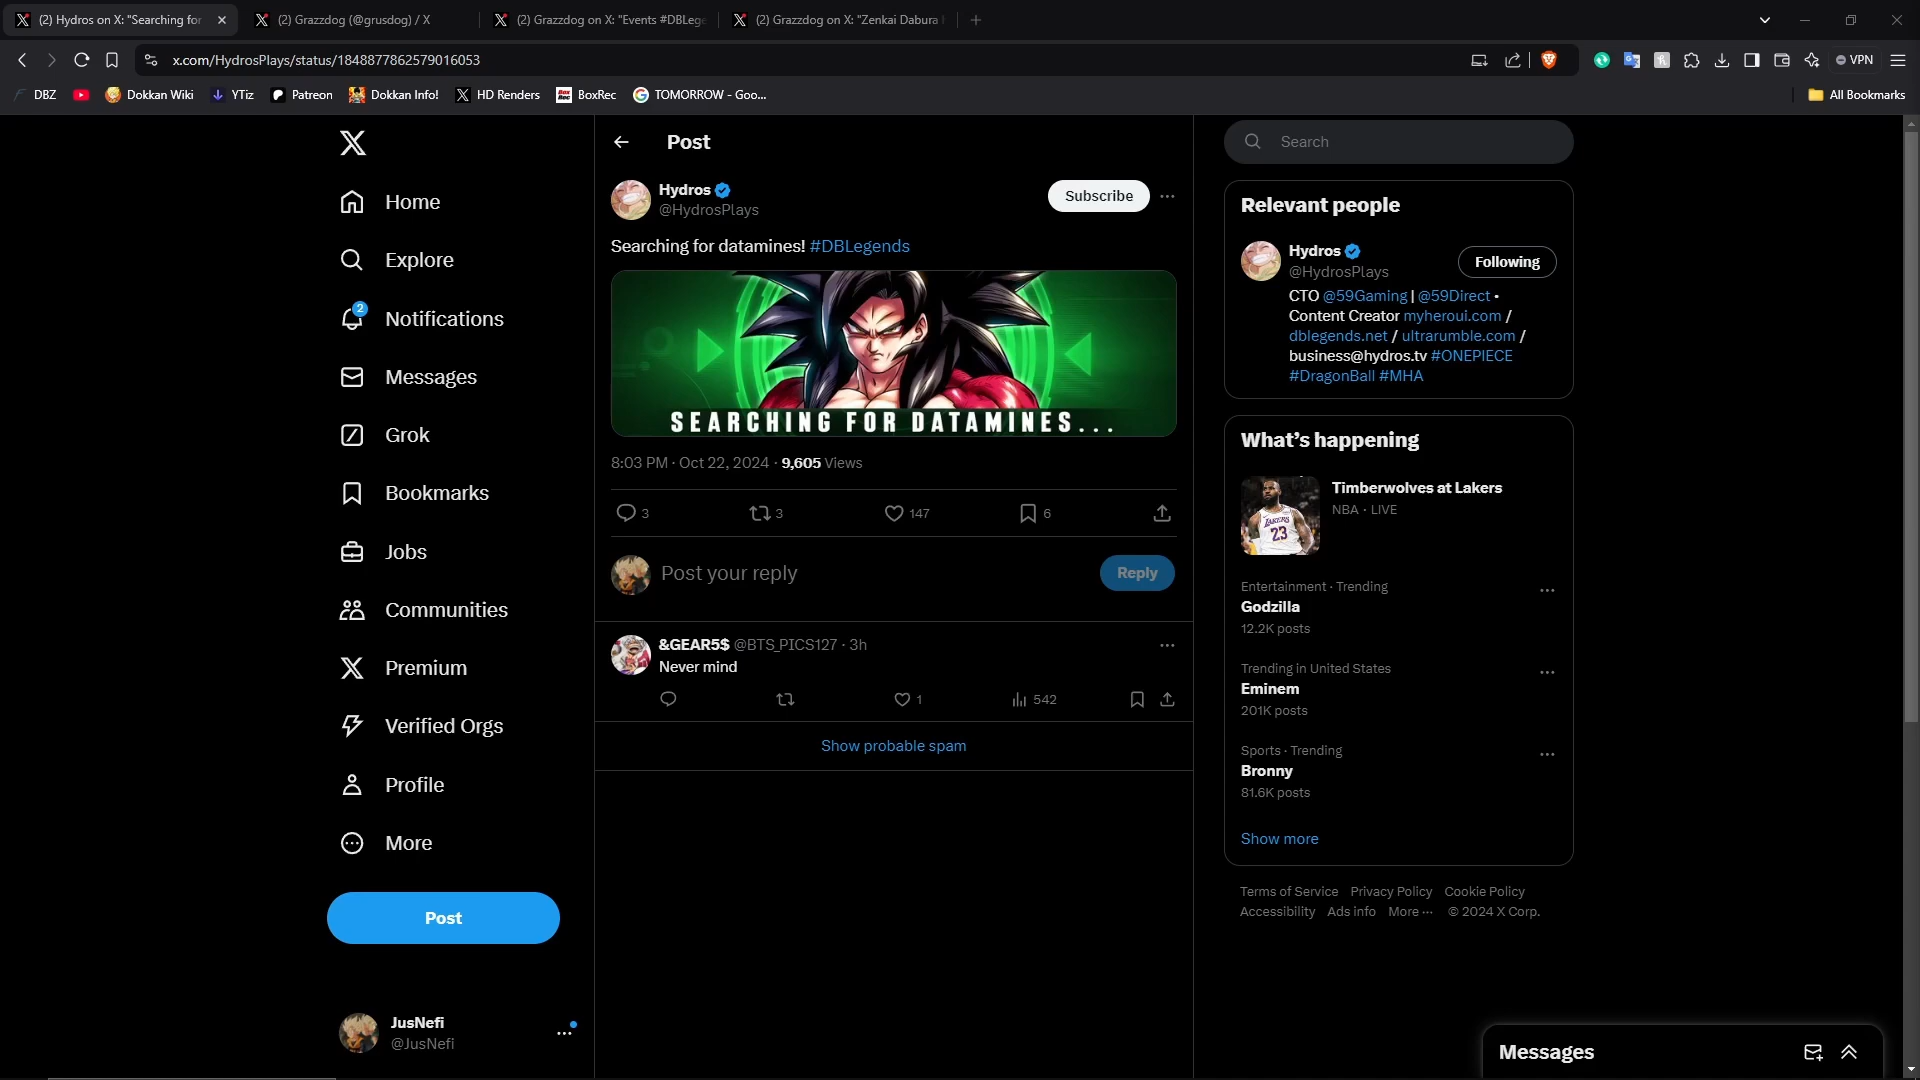 (2) Hydros on X: "Searching for
(2) Grazzdog (@grusdog) / X
(2) Grazzdog on X: "Events #DBLege
(2) Grazzdog on X: "Zenkai Dabura
x.com/HydrosPlays/status/1848877862579016053
VPN
DBZ
Dokkan Wiki
YTiz
Patreon
Dokkan Info!
HD Renders
BoxRec
TOMORROW - Goo...
All Bookmarks
Home
Explore
2
Notifications
Messages
Grok
Bookmarks
Jobs
Communities
Premium
Verified Orgs
Profile
More
Post
JusNefi
@JusNefi
Post
Hydros
@HydrosPlays
Subscribe
Searching for datamines! #DBLegends
SEARCHING FOR DATAMINES...
8:03 PM · Oct 22, 2024 · 9,605 Views
3
3
147
6
Post your reply
Reply
&GEAR5$ @BTS_PICS127 · 3h
Never mind
1
542
Show probable spam
Search
Relevant people
Hydros
@HydrosPlays
Following
CTO @59Gaming | @59Direct •
Content Creator myheroui.com /
dblegends.net / ultrarumble.com /
business@hydros.tv #ONEPIECE
#DragonBall #MHA
What's happening
LAKERS
23
Timberwolves at Lakers
NBA · LIVE
Entertainment · Trending
Godzilla
12.2K posts
Trending in United States
Eminem
201K posts
Sports · Trending
Bronny
81.6K posts
Show more
Terms of Service Privacy Policy Cookie Policy
Accessibility Ads info More ··· © 2024 X Corp.
Messages